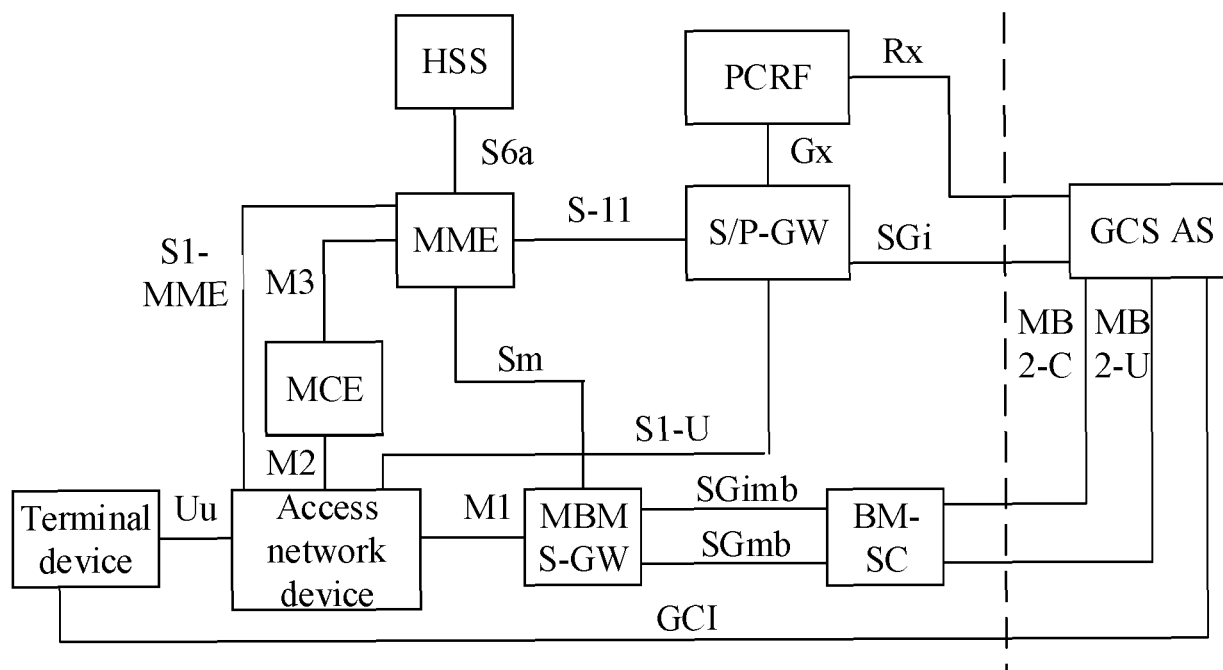 HSS
PCRF
Rx
S6a
Gx
MME
S-11
S/P-GW
SGi
GCS AS
S1-
MME
M3
MB
2-C
MB
2-U
Sm
MCE
S1-U
M2
Terminal
device
Uu
Access
network
device
M1
MBM
S-GW
SGimb
SGmb
BM-
SC
GCI